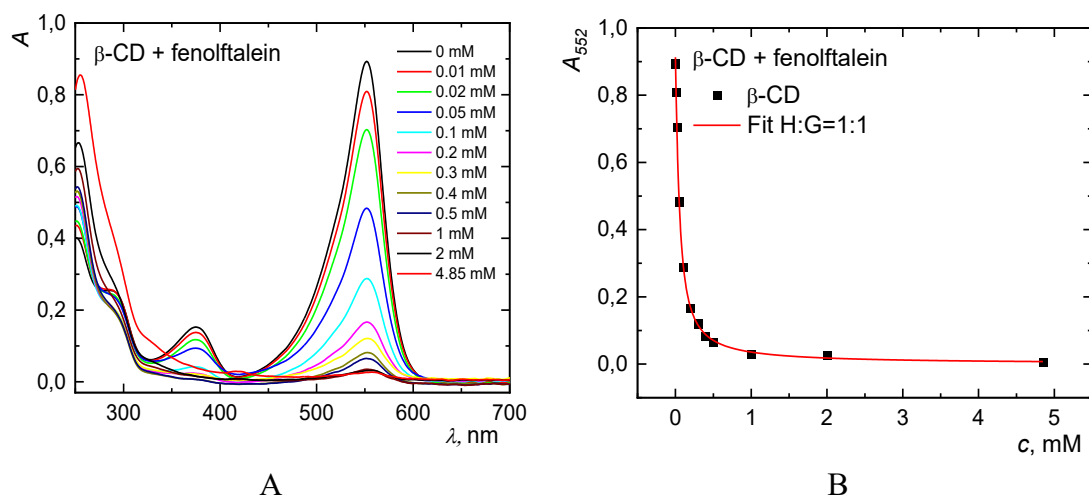 1,0
0,8
0,6
0,4
0,2
0,0
A
β-CD + fenolftalein
0 mM
0.01 mM
0.02 mM
0.05 mM
0.1 mM
0.2 mM
0.3 mM
0.4 mM
0.5 mM
1 mM
2 mM
4.85 mM
300
400
500
600
700
λ, nm
A
1,0
0,8
0,6
0,4
0,2
0,0
A552
β-CD + fenolftalein
β-CD
Fit H:G=1:1
0
1
2
3
4
5
c, mM
B